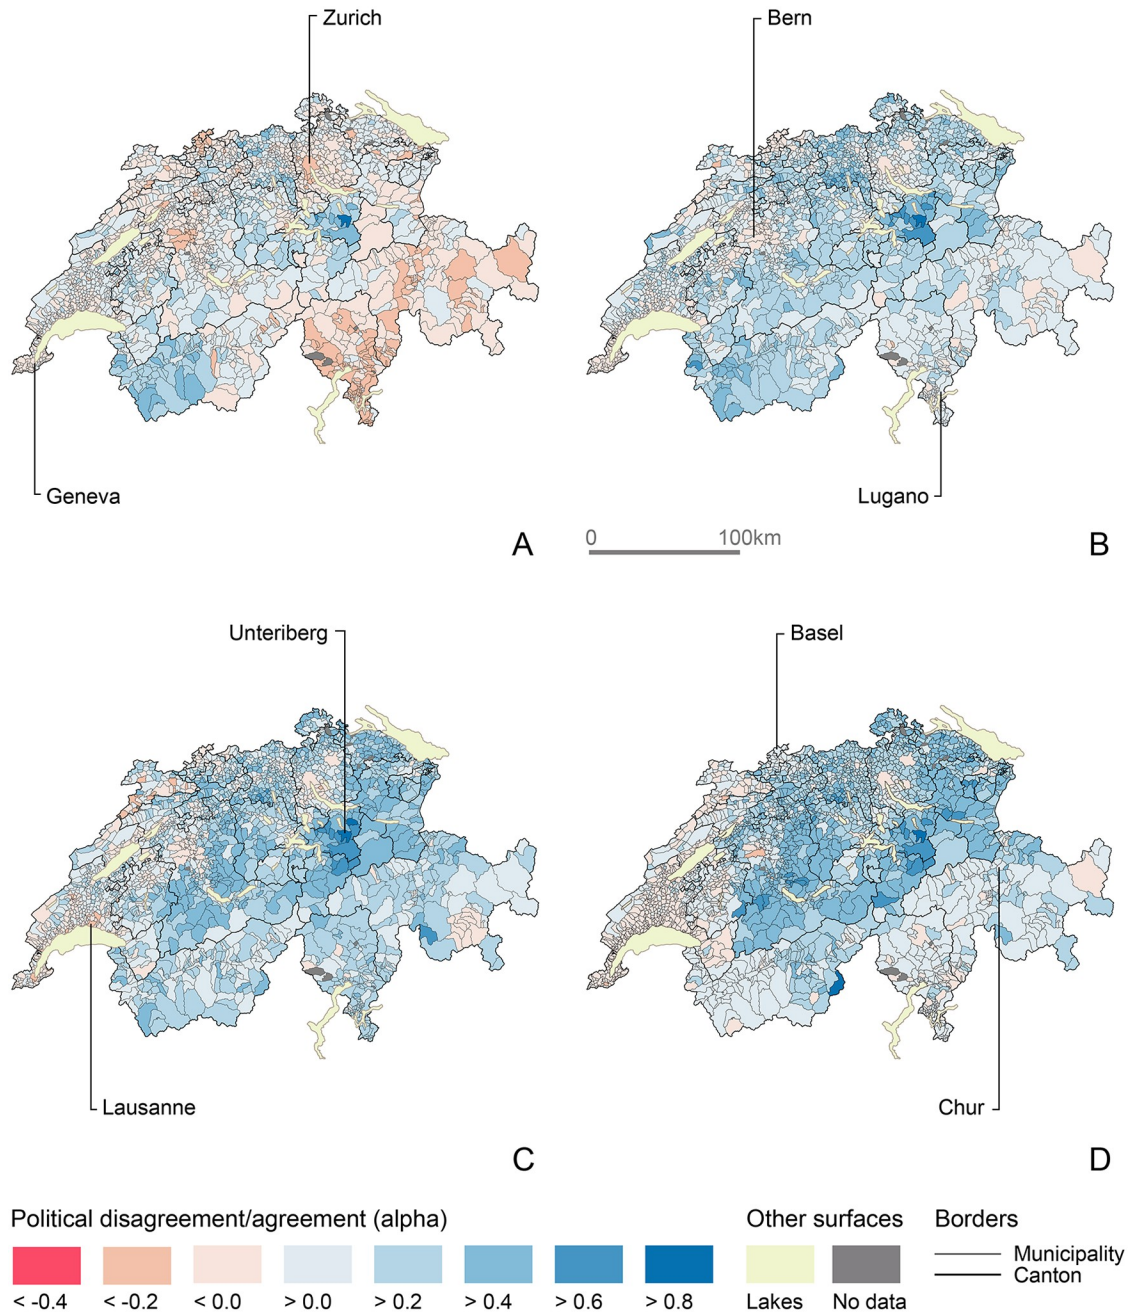 Zurich
Bern
Geneva
Lugano
A
0 100km
B
Unteriberg
Basel
Lausanne
Chur
C
D
Political disagreement/agreement (alpha)
Other surfaces
Borders
Municipality
Canton
< -0.4 < -0.2 < 0.0 > 0.0 > 0.2 > 0.4 > 0.6 > 0.8 Lakes No data